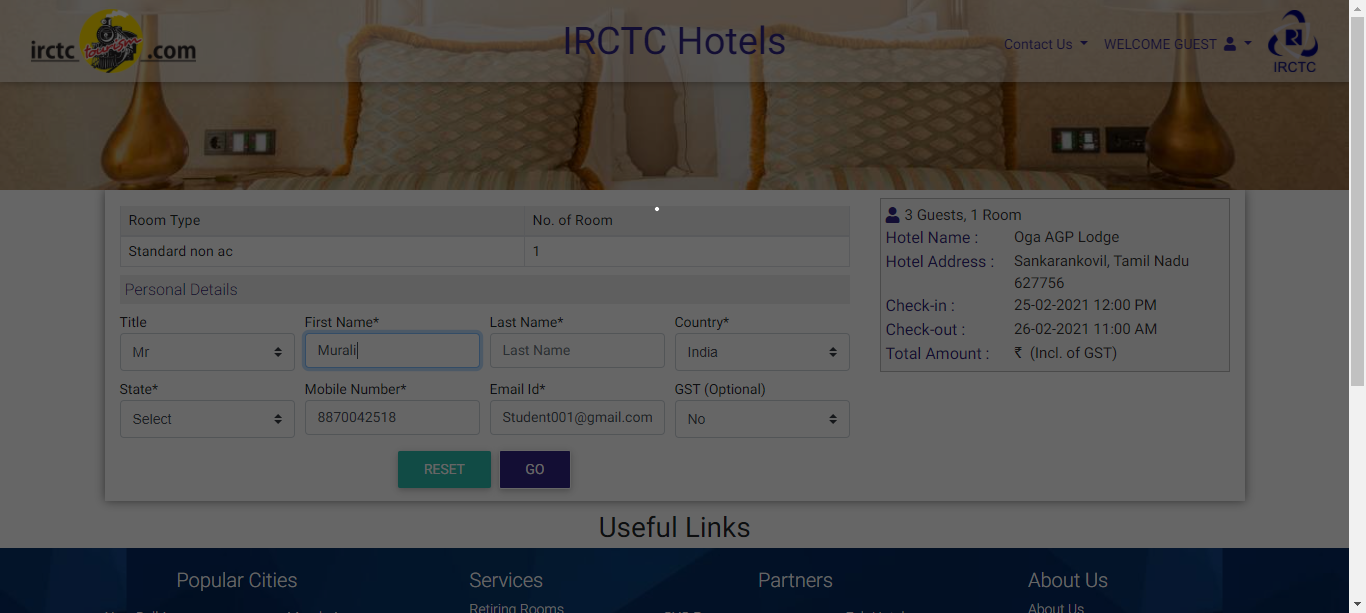 irctc tourism .com
IRCTC Hotels
Contact Us
WELCOME GUEST
IRCTC
Room Type No. of Room
Standard non ac 1
Personal Details
Title First Name* Last Name* Country*
Mr Murali Last Name India
State* Mobile Number* Email Id* GST (Optional)
Select 8870042518 Student001@gmail.com No
RESET GO
3 Guests, 1 Room
Hotel Name : Oga AGP Lodge
Hotel Address : Sankarankovil, Tamil Nadu
627756
Check-in : 25-02-2021 12:00 PM
Check-out : 26-02-2021 11:00 AM
Total Amount : ₹ (Incl. of GST)
Useful Links
Popular Cities Services Partners About Us
Retiring Rooms About Us